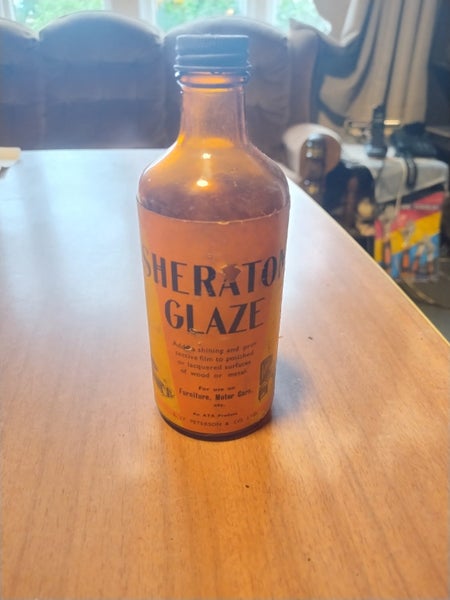 SHERATON
GLAZE
Adds shining and pro-
tective film to polished
or lacquered surfaces
of wood or metal
For use on
Furniture, Motor Cars,
etc.
PETERSON & CO.